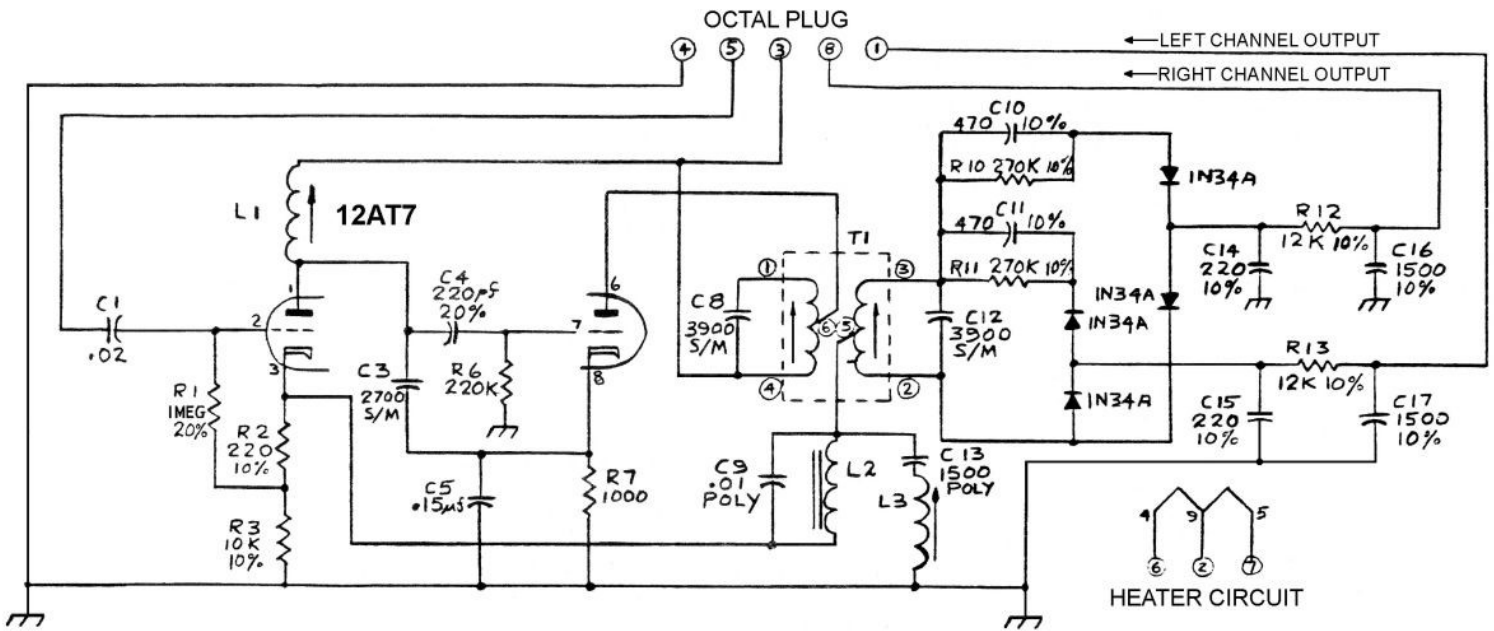 OCTAL PLUG
4 5 3 8 1
LEFT CHANNEL OUTPUT
RIGHT CHANNEL OUTPUT
C10
470 10%
R10 270K 10%
1N34A
C11
470 10%
R11 270K 10%
L1
12AT7
T1
1
3
6 5
4
2
C8
3900
S/M
C12
3900
S/M
1N34A
1N34A
1N34A
R12
12K 10%
C14
220
10%
C16
1500
10%
R13
12K 10%
C15
220
10%
C17
1500
10%
C1
.02
1
2
3
C4
220pf
20%
6
7
8
R1
1MEG
20%
R2
220
10%
R3
10K
10%
C3
2700
S/M
R6
220K
C5
.15µf
R7
1000
C9
.01
POLY
L2
C13
1500
POLY
L3
4 9 5
6 2 7
HEATER CIRCUIT